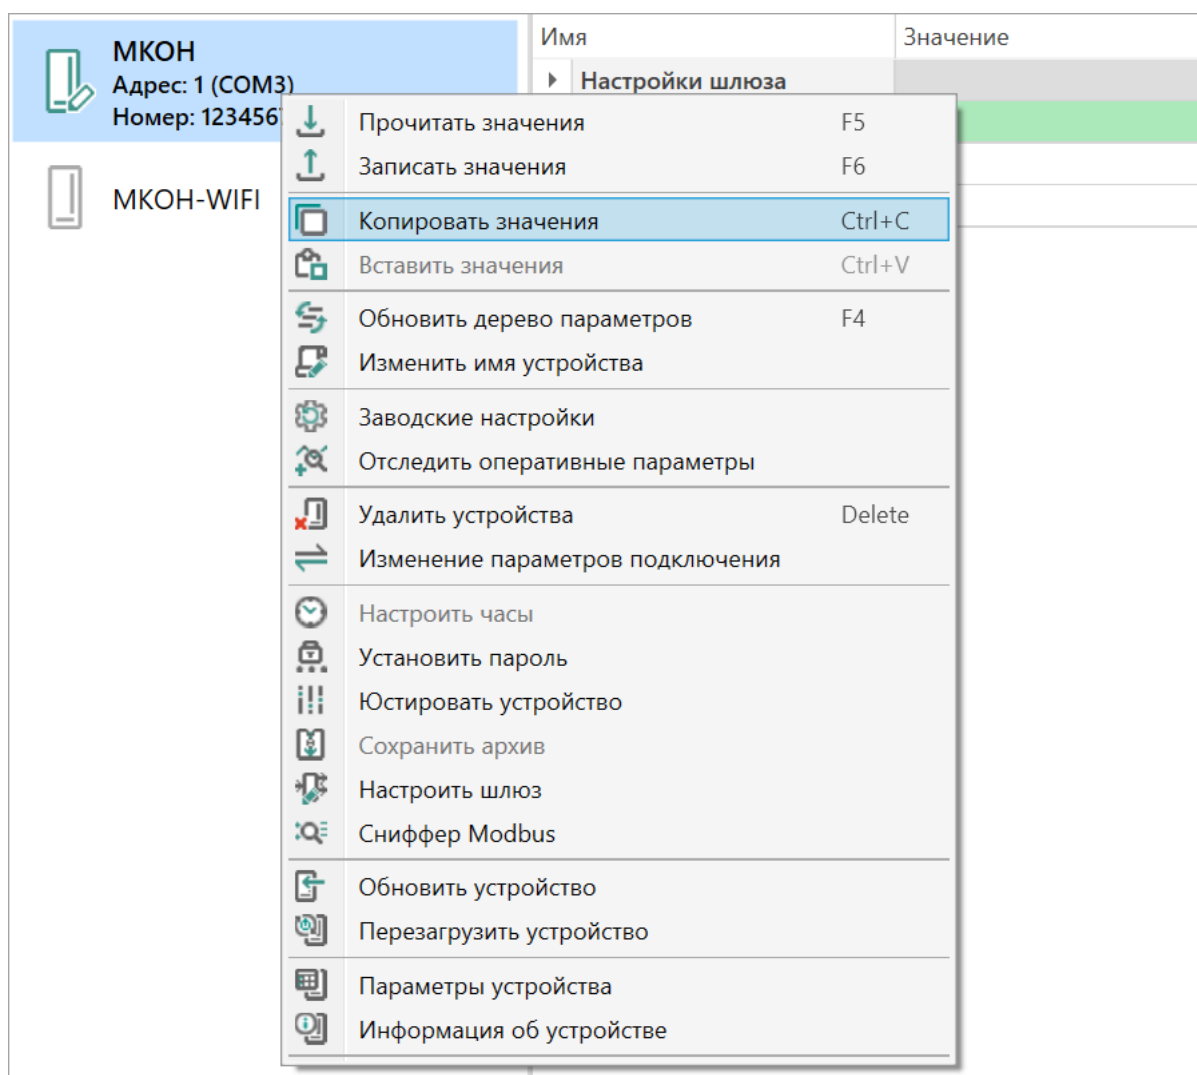 МКОН
Адрес: 1 (COM3)
Номер: 123456
МКОН-WIFI
Имя
Значение
Настройки шлюза
Прочитать значения F5
Записать значения F6
Копировать значения Ctrl+C
Вставить значения Ctrl+V
Обновить дерево параметров F4
Изменить имя устройства
Заводские настройки
Отследить оперативные параметры
Удалить устройства Delete
Изменение параметров подключения
Настроить часы
Установить пароль
Юстировать устройство
Сохранить архив
Настроить шлюз
Сниффер Modbus
Обновить устройство
Перезагрузить устройство
Параметры устройства
Информация об устройстве